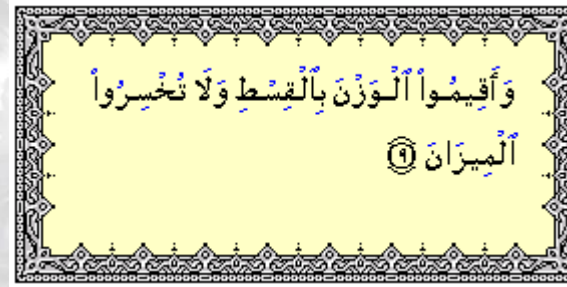 وَأَقِيمُواْ ٱلْوَزْنَ بِٱلْقِسْطِ وَلَا تُخْسِرُواْ
ٱلْمِيزَانَ ٩